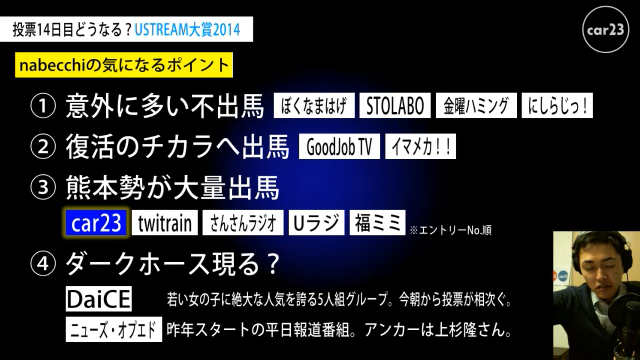 投票14日目どうなる？USTREAM大賞2014
car23
nabecchiの気になるポイント
① 意外に多い不出馬 ぼくなまはげ STOLABO 金曜ハミング にしらじっ！
② 復活のチカラへ出馬 GoodJob TV イマメカ！！
③ 熊本勢が大量出馬
car23 twitrain さんさんラジオ Uラジ 福ミミ ※エントリーNo.順
④ ダークホース現る？
DaiCE 若い女の子に絶大な人気を誇る5人組グループ。今朝から投票が相次ぐ。
ニューズ・オプエド 昨年スタートの平日報道番組。アンカーは上杉隆さん。